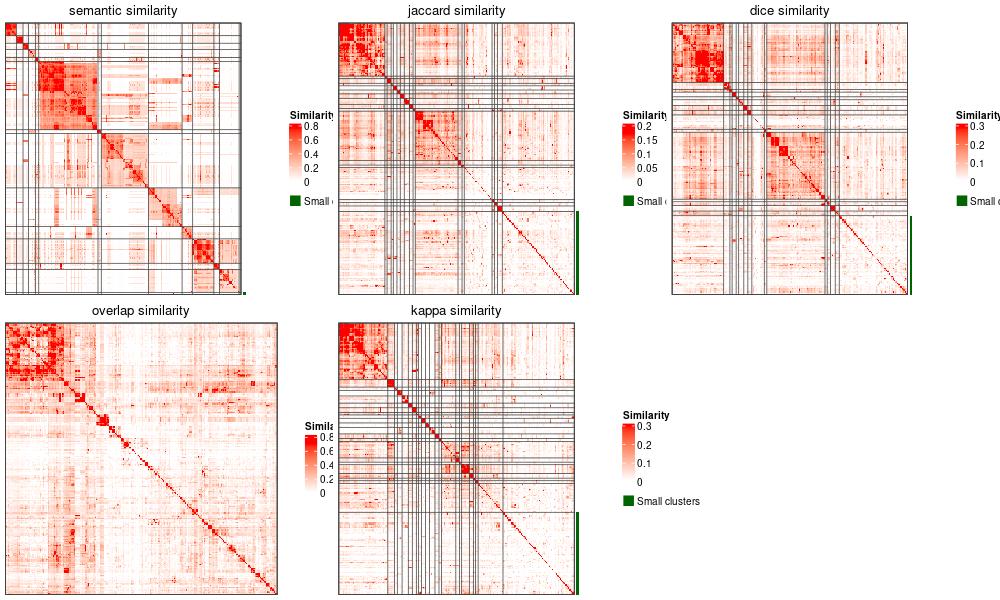 semantic similarity
Similarity
0.8
0.6
0.4
0.2
0
Small
jaccard similarity
Similarity
0.2
0.15
0.1
0.05
0
Small
dice similarity
Similarity
0.3
0.2
0.1
0
Small
overlap similarity
0.6
0.4
0.2
0
kappa similarity
Similarity
0.3
0.2
0.1
0
Small clusters